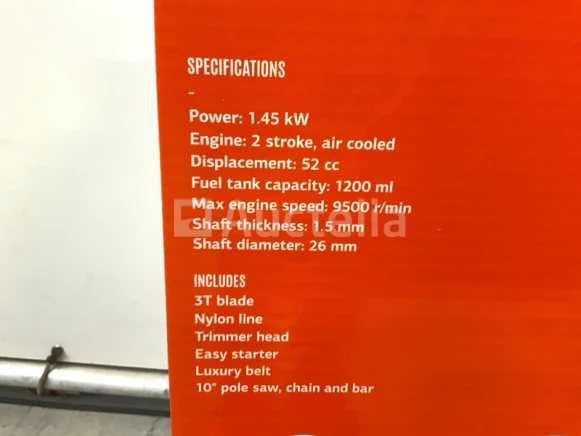 SPECIFICATIONS
-
Power: 1.45 kW
Engine: 2 stroke, air cooled
Displacement: 52 cc
Fuel tank capacity: 1200 ml
Max engine speed: 9500 r/min
Auctelia
Shaft thickness: 1.5 mm
Shaft diameter: 26 mm
INCLUDES
3T blade
Nylon line
Trimmer head
Easy starter
Luxury belt
10" pole saw, chain and bar